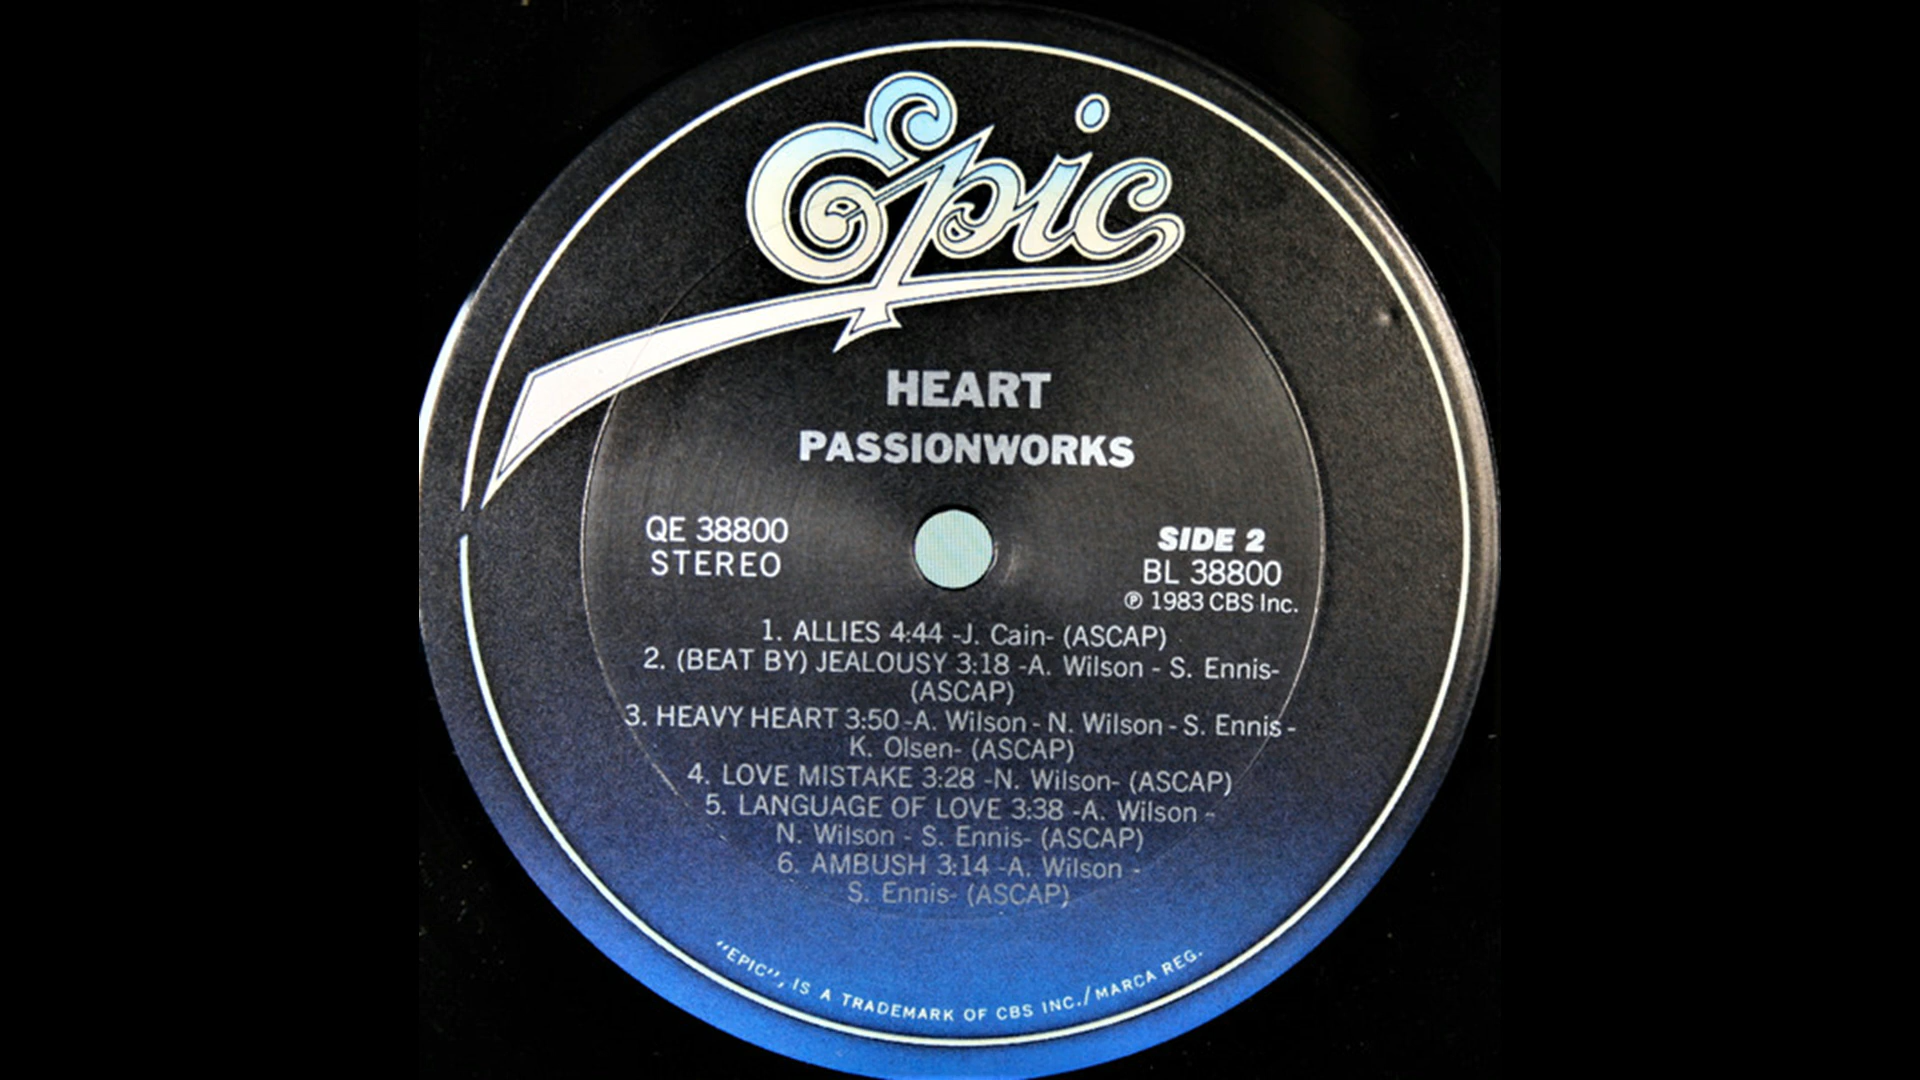 Epic
HEART
PASSIONWORKS
QE 38800
STEREO
SIDE 2
BL 38800
℗ 1983 CBS Inc.
1. ALLIES 4:44 -J. Cain- (ASCAP)
2. (BEAT BY) JEALOUSY 3:18 -A. Wilson - S. Ennis-
(ASCAP)
3. HEAVY HEART 3:50 -A. Wilson - N. Wilson - S. Ennis -
K. Olsen- (ASCAP)
4. LOVE MISTAKE 3:28 -N. Wilson- (ASCAP)
5. LANGUAGE OF LOVE 3:38 -A. Wilson -
N. Wilson - S. Ennis- (ASCAP)
6. AMBUSH 3:14 -A. Wilson -
S. Ennis- (ASCAP)
"EPIC", IS A TRADEMARK OF CBS INC./MARCA REG.